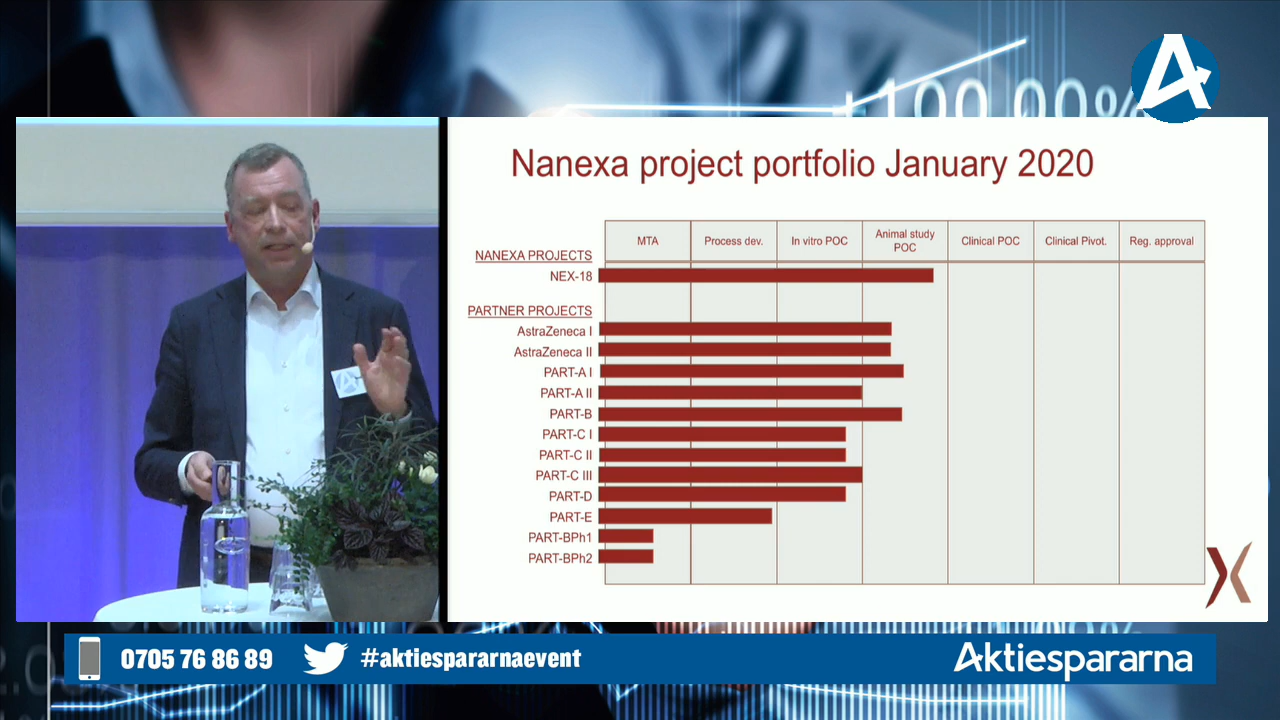 +100,00%
A
Nanexa project portfolio January 2020
MTA
Process dev.
In vitro POC
Animal study
POC
Clinical POC
Clinical Pivot.
Reg. approval
NANEXA PROJECTS
NEX-18
PARTNER PROJECTS
AstraZeneca I
AstraZeneca II
PART-A I
PART-A II
PART-B
PART-C I
PART-C II
PART-C III
PART-D
PART-E
PART-BPh1
PART-BPh2
0705 76 86 89
#aktiespararnaevent
Aktiespararna